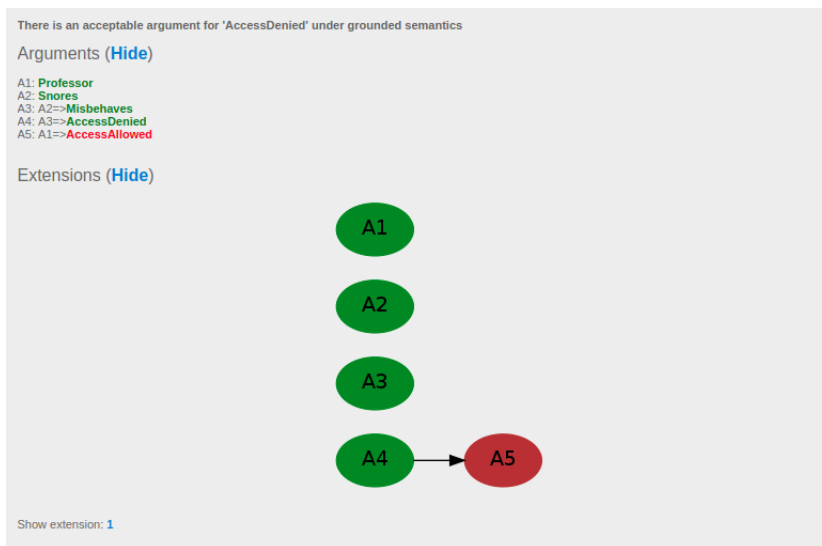 There is an acceptable argument for 'AccessDenied' under grounded semantics
Arguments (Hide)
A1: Professor
A2: Snores
A3: A2=>Misbehaves
A4: A3=>AccessDenied
A5: A1=>AccessAllowed
Extensions (Hide)
A1
A2
A3
A4 A5
Show extension: 1